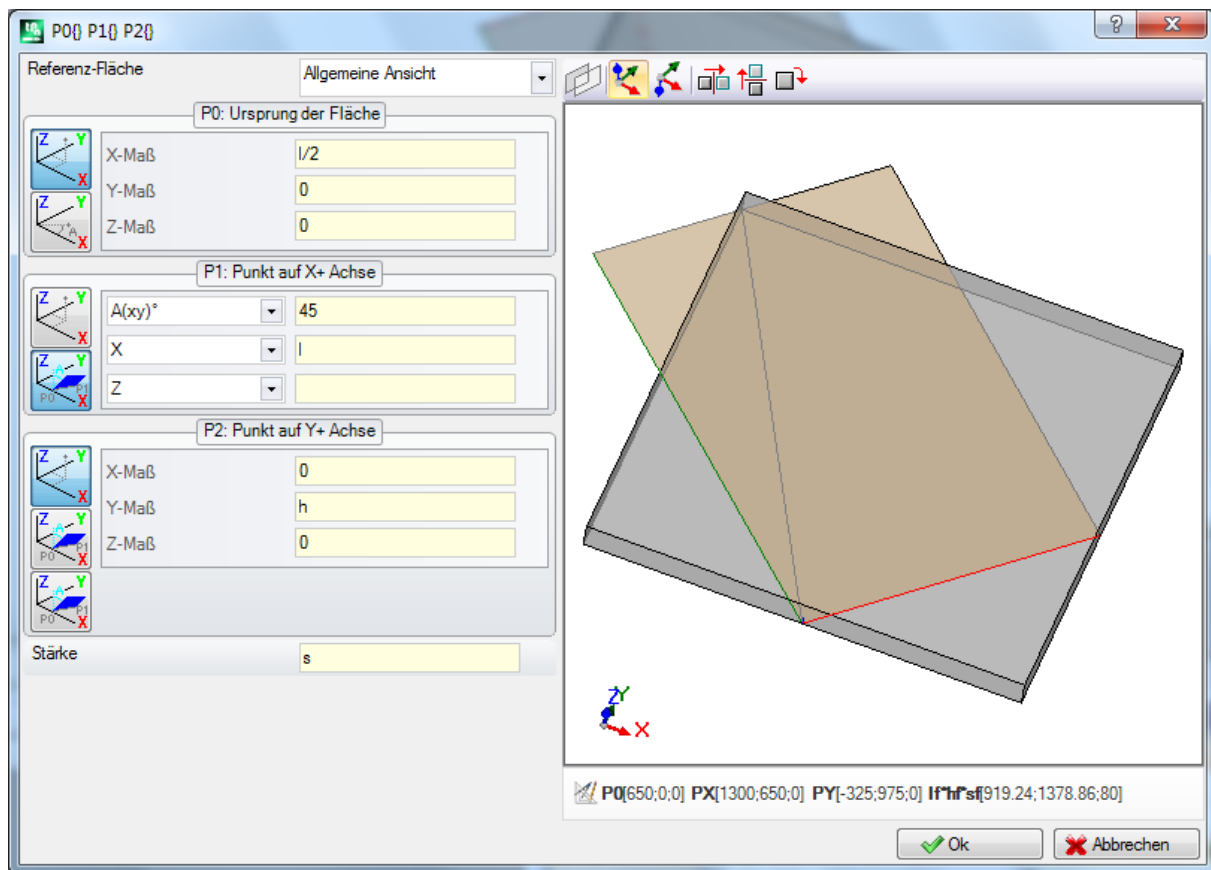 P0{} P1{} P2{}
Referenz-Fläche
Allgemeine Ansicht
P0: Ursprung der Fläche
X-Maß
l/2
Y-Maß
0
Z-Maß
0
P1: Punkt auf X+ Achse
A(xy)°
45
X
l
Z
P2: Punkt auf Y+ Achse
X-Maß
0
Y-Maß
h
Z-Maß
0
Stärke
s
Z Y
X
P0[650;0;0] PX[1300;650;0] PY[-325;975;0] lf*hf*sf[919.24;1378.86;80]
Ok
Abbrechen